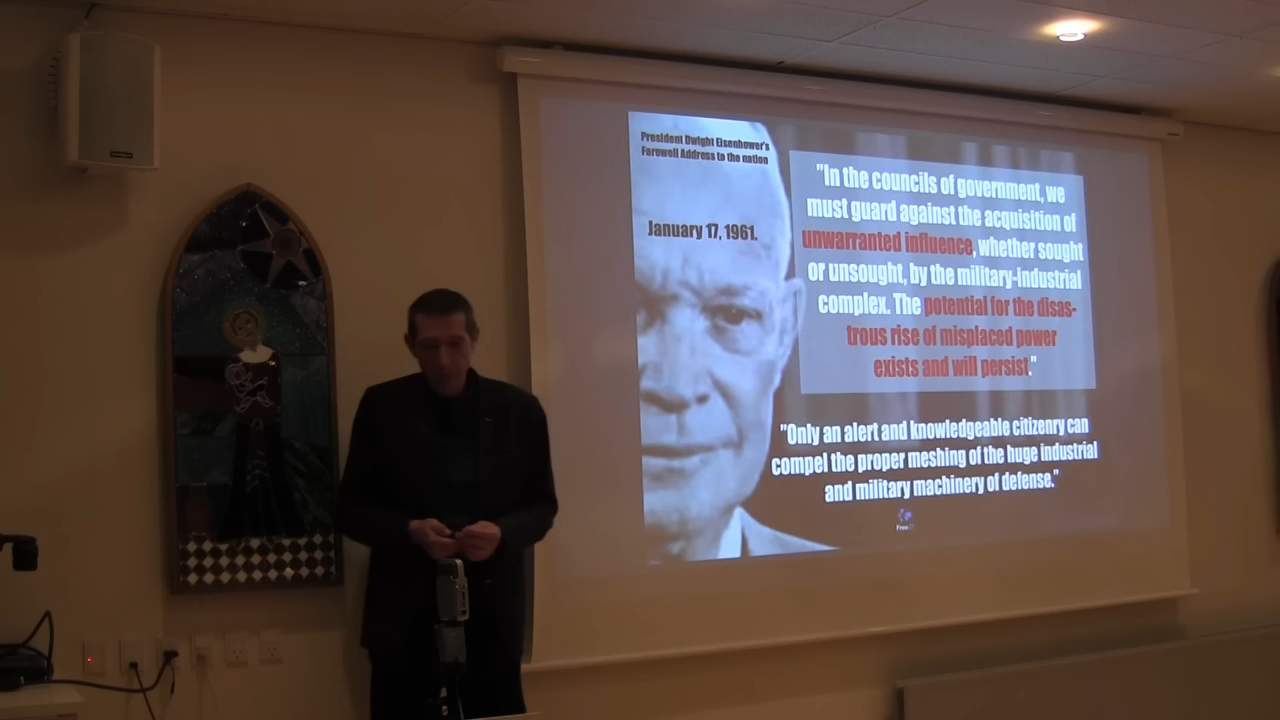 President Dwight Eisenhower's
Farewell Address to the nation
January 17, 1961.
"In the councils of government, we
must guard against the acquisition of
unwarranted influence, whether sought
or unsought, by the military-industrial
complex. The potential for the disas-
trous rise of misplaced power
exists and will persist."
"Only an alert and knowledgeable citizenry can
compel the proper meshing of the huge industrial
and military machinery of defense."